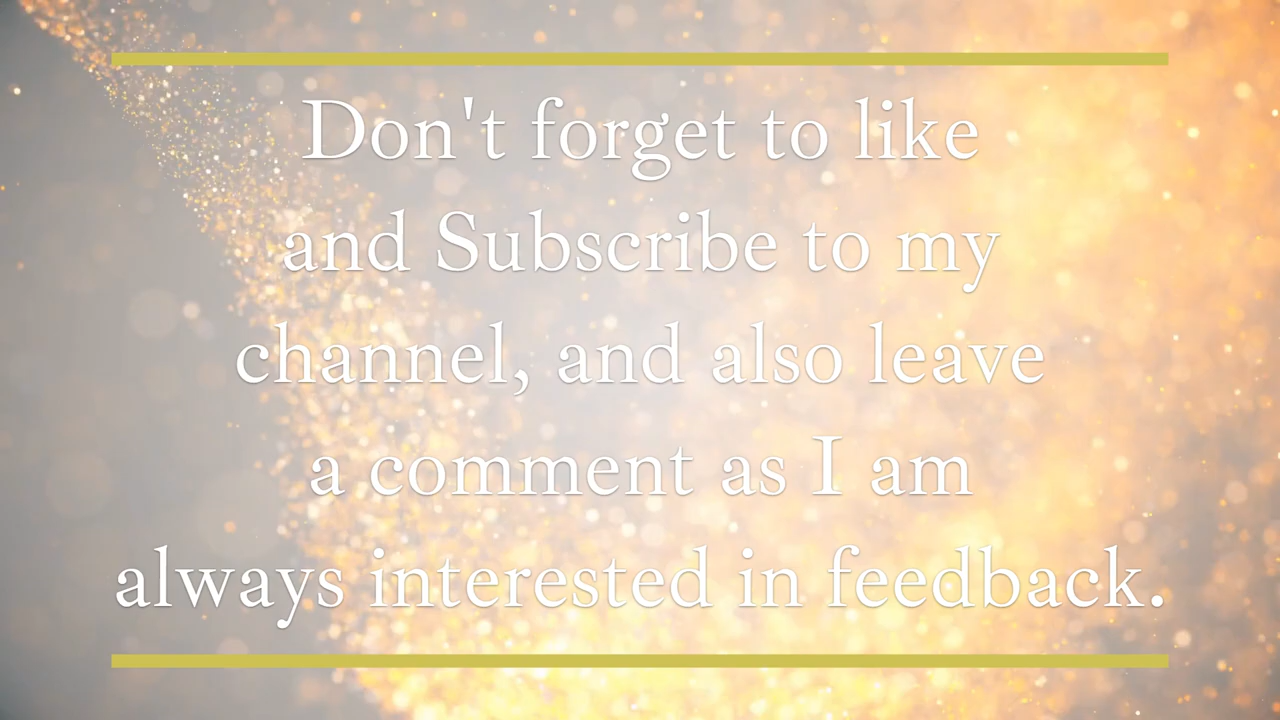 Don't forget to like
and Subscribe to my
channel, and also leave
a comment as I am
always interested in feedback.